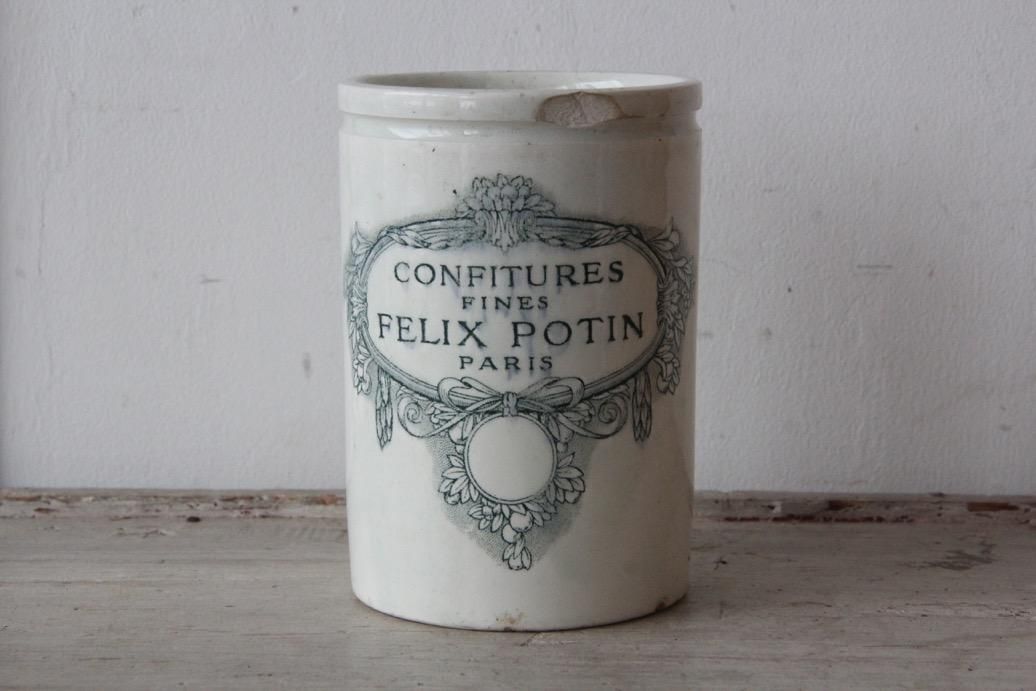 CONFITURES
FINES
FELIX POTIN
PARIS